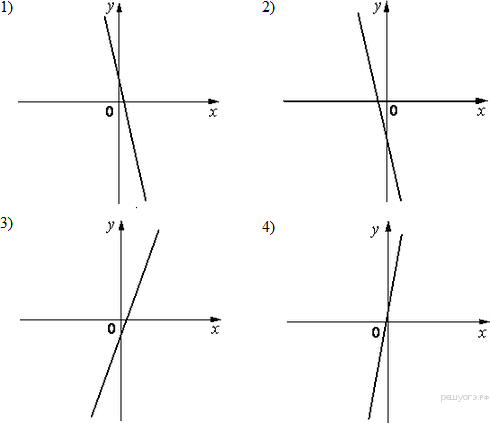 1) y 0 x
2) y 0 x
3) y 0 x
4) y 0 x
решуогэ.рф